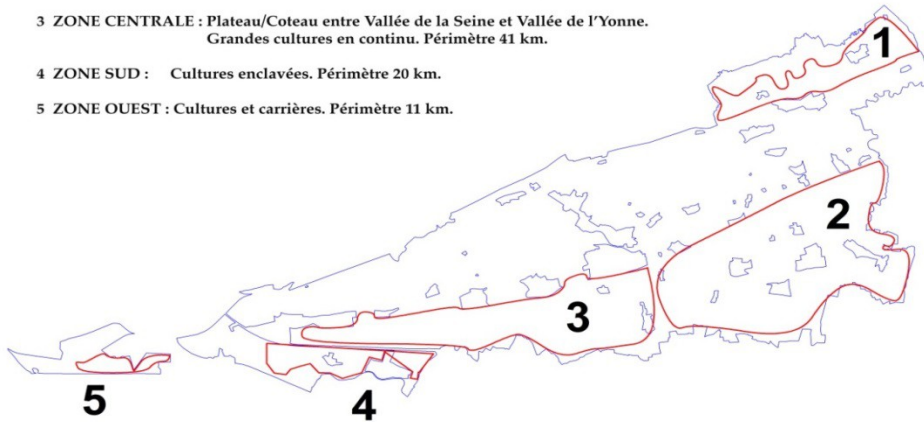 3 ZONE CENTRALE : Plateau/Coteau entre Vallée de la Seine et Vallée de l'Yonne.
Grandes cultures en continu. Périmètre 41 km.
4 ZONE SUD : Cultures enclavées. Périmètre 20 km.
5 ZONE OUEST : Cultures et carrières. Périmètre 11 km.
1
2
3
4
5